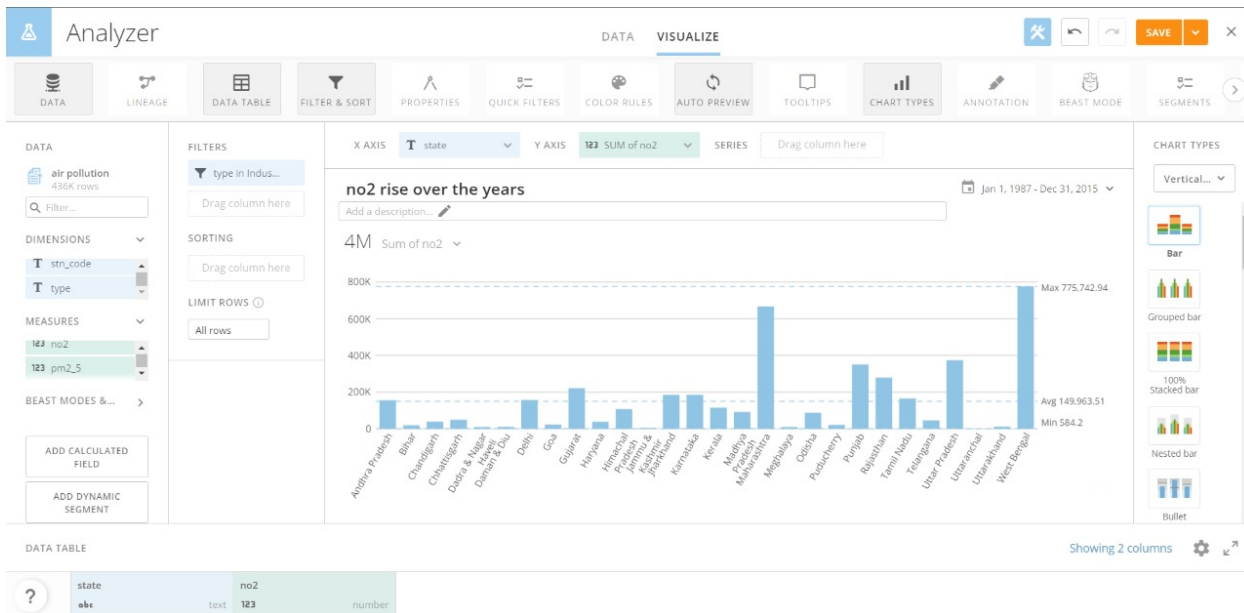 Analyzer
DATA VISUALIZE
SAVE
DATA LINEAGE DATA TABLE FILTER & SORT PROPERTIES QUICK FILTERS COLOR RULES AUTO PREVIEW TOOLTIPS CHART TYPES ANNOTATION BEAST MODE SEGMENTS
DATA
air pollution
436K rows
Filter...
DIMENSIONS
T stn_code
T type
MEASURES
123 no2
123 pm2_5
BEAST MODES &...
ADD CALCULATED
FIELD
ADD DYNAMIC
SEGMENT
FILTERS
type in Indus...
Drag column here
SORTING
Drag column here
LIMIT ROWS
All rows
X AXIS T state Y AXIS 123 SUM of no2 SERIES Drag column here
no2 rise over the years
Jan 1, 1987 - Dec 31, 2015
Add a description...
4M Sum of no2
800K
600K
400K
200K
0
Max 775,742.94
Avg 149,963.51
Min 584.2
Andhra Pradesh
Bihar
Chandigarh
Chhattisgarh
Dadra & Nagar
Haveli
Daman & Diu
Delhi
Goa
Gujarat
Haryana
Himachal
Pradesh
Jammu &
Kashmir
Jharkhand
Karnataka
Kerala
Madhya
Pradesh
Maharashtra
Meghalaya
Odisha
Puducherry
Punjab
Rajasthan
Tamil Nadu
Telangana
Uttar Pradesh
Uttaranchal
Uttarakhand
West Bengal
CHART TYPES
Vertical...
Bar
Grouped bar
100%
Stacked bar
Nested bar
Bullet
DATA TABLE
Showing 2 columns
?
state no2
abc text 123 number